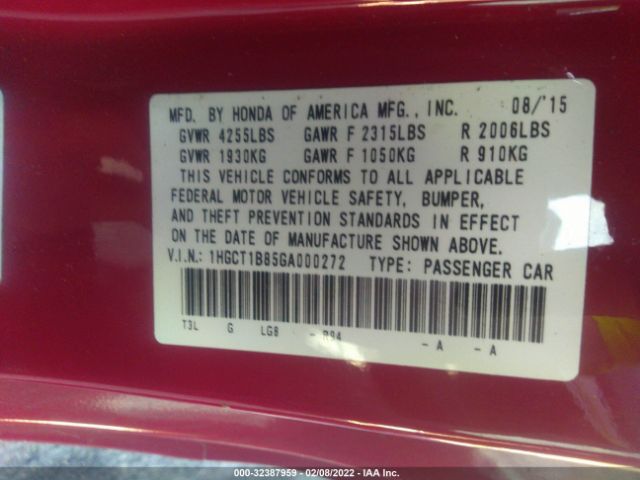 MFD. BY HONDA OF AMERICA MFG., INC. 08/'15
GVWR 4255LBS GAWR F 2315LBS R 2006LBS
GVWR 1930KG GAWR F 1050KG R 910KG
THIS VEHICLE CONFORMS TO ALL APPLICABLE
FEDERAL MOTOR VEHICLE SAFETY, BUMPER,
AND THEFT PREVENTION STANDARDS IN EFFECT
ON THE DATE OF MANUFACTURE SHOWN ABOVE.
V.I.N.: 1HGCT1B85GA000272 TYPE: PASSENGER CAR
T3L G LGB - R94 - A - A
000-32387959 - 02/08/2022 - IAA Inc.